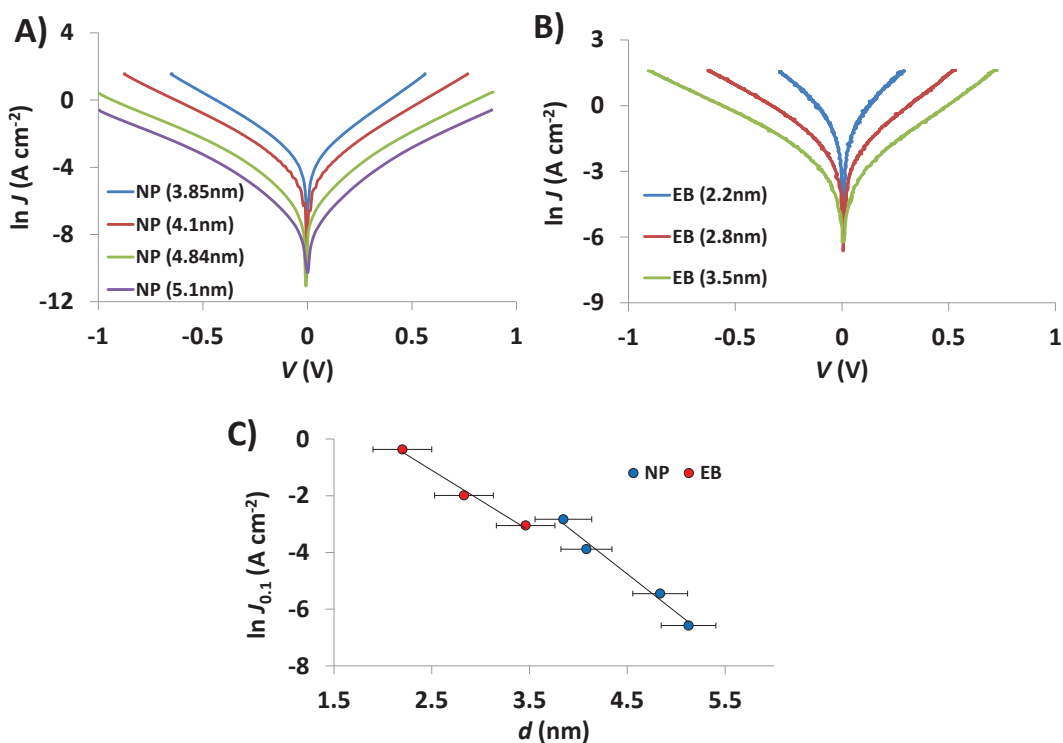 A)
4
0
-4
-8
-12
ln J (A cm-2)
NP (3.85nm)
NP (4.1nm)
NP (4.84nm)
NP (5.1nm)
-1
-0.5
0
0.5
1
V (V)
B)
3
0
-3
-6
-9
ln J (A cm-2)
EB (2.2nm)
EB (2.8nm)
EB (3.5nm)
-1
-0.5
0
0.5
1
V (V)
C)
0
-2
-4
-6
-8
ln J0.1 (A cm-2)
NP
EB
1.5
2.5
3.5
4.5
5.5
d (nm)